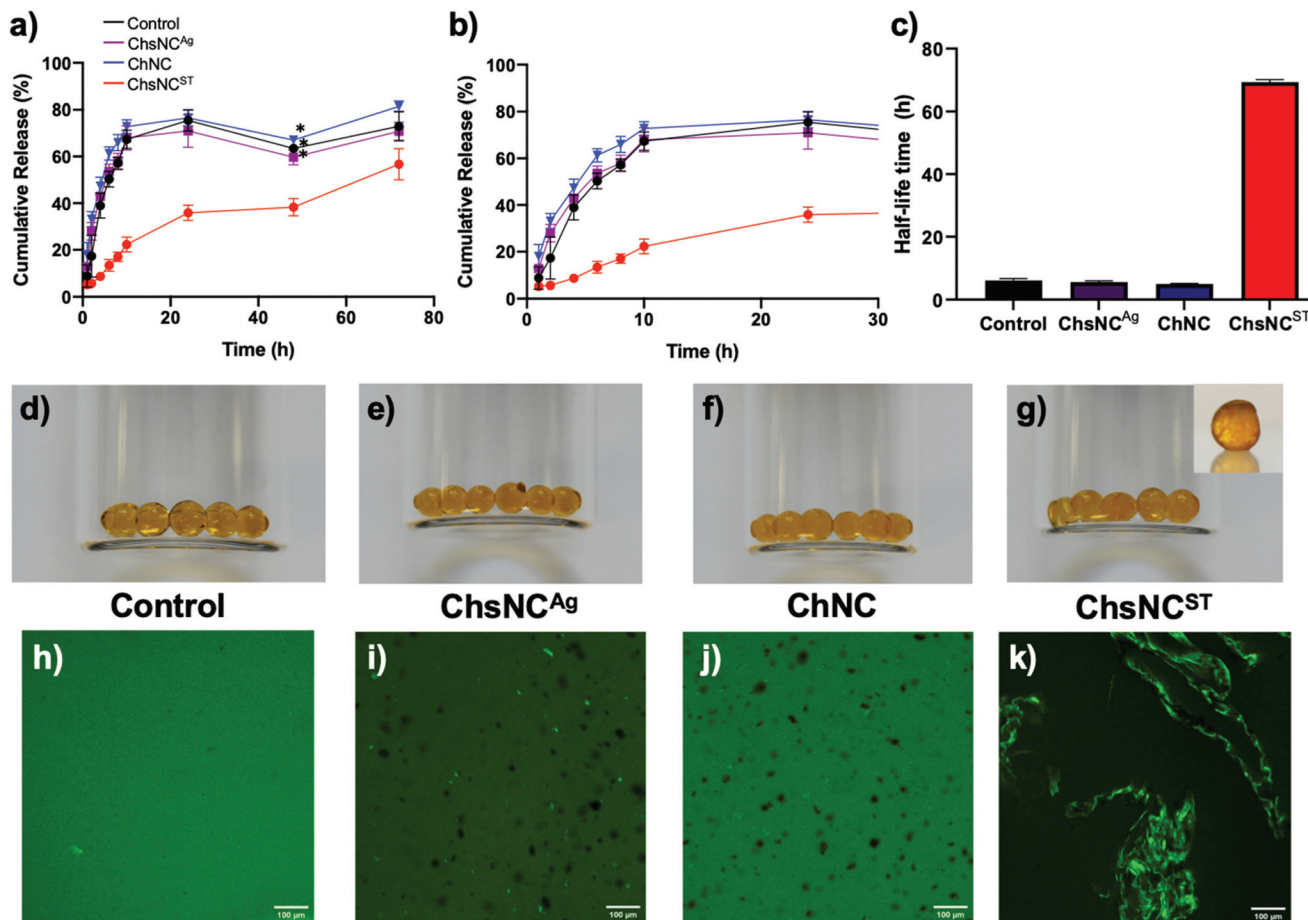 a)
Control
ChsNCAg
ChNC
ChsNCST
Cumulative Release (%)
100
80
60
40
20
0
*
*
*
0 20 40 60 80
Time (h)
b)
Cumulative Release (%)
100
80
60
40
20
0
0 10 20 30
Time (h)
c)
Half-life time (h)
80
60
40
20
0
Control ChsNCAg ChNC ChsNCST
d)
e)
f)
g)
Control
ChsNCAg
ChNC
ChsNCST
h)
100 µm
i)
100 µm
j)
100 µm
k)
100 µm